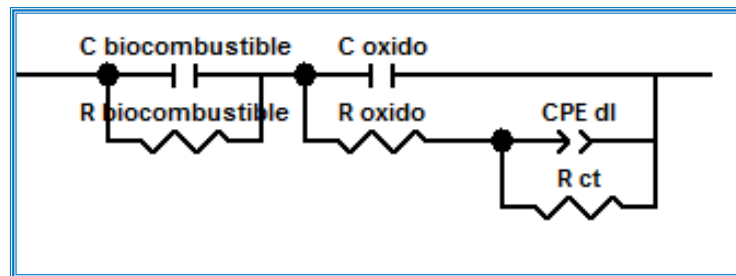 C biocombustible C oxido
R biocombustible R oxido CPE dl
R ct